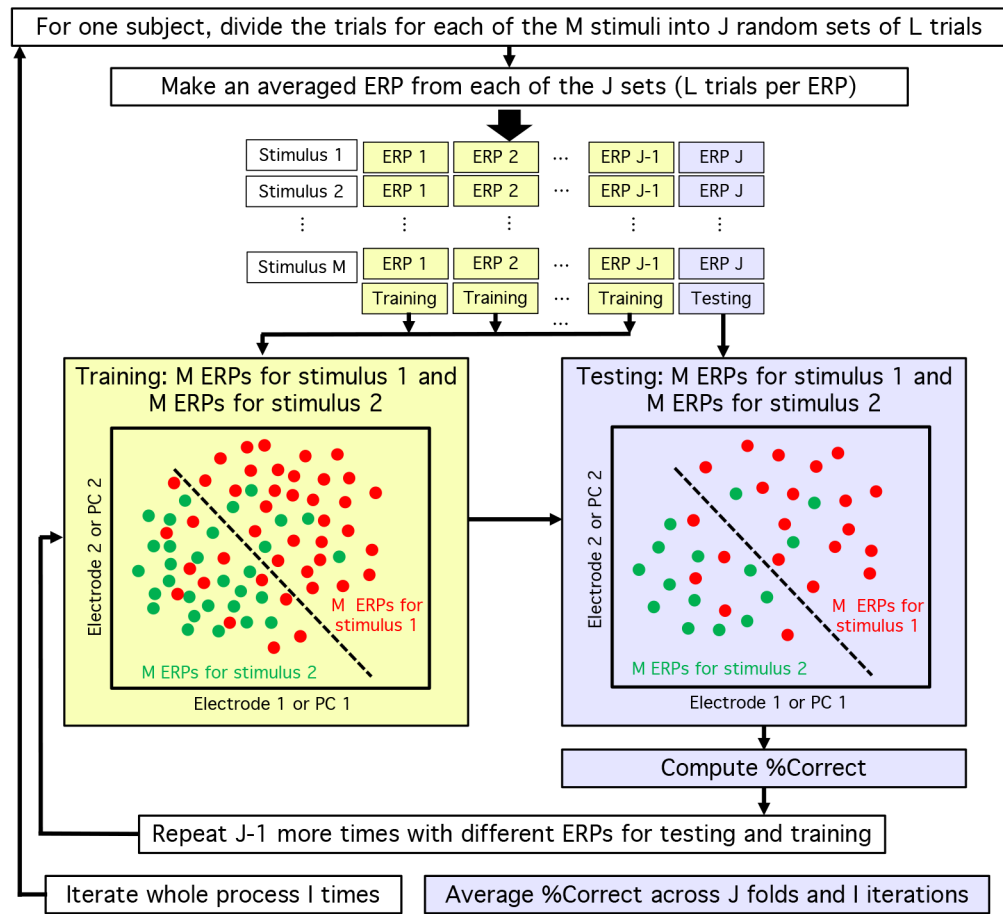 For one subject, divide the trials for each of the M stimuli into J random sets of L trials
Make an averaged ERP from each of the J sets (L trials per ERP)
Stimulus 1 ERP 1 ERP 2 ... ERP J-1 ERP J
Stimulus 2 ERP 1 ERP 2 ... ERP J-1 ERP J
⋮ ⋮ ⋮ ⋮ ⋮
Stimulus M ERP 1 ERP 2 ... ERP J-1 ERP J
Training Training ... Training Testing
...
Training: M ERPs for stimulus 1 and
M ERPs for stimulus 2
Electrode 2 or PC 2
M ERPs for
stimulus 1
M ERPs for stimulus 2
Electrode 1 or PC 1
Testing: M ERPs for stimulus 1 and
M ERPs for stimulus 2
Electrode 2 or PC 2
M ERPs for
stimulus 1
M ERPs for stimulus 2
Electrode 1 or PC 1
Compute %Correct
Repeat J-1 more times with different ERPs for testing and training
Iterate whole process I times
Average %Correct across J folds and I iterations